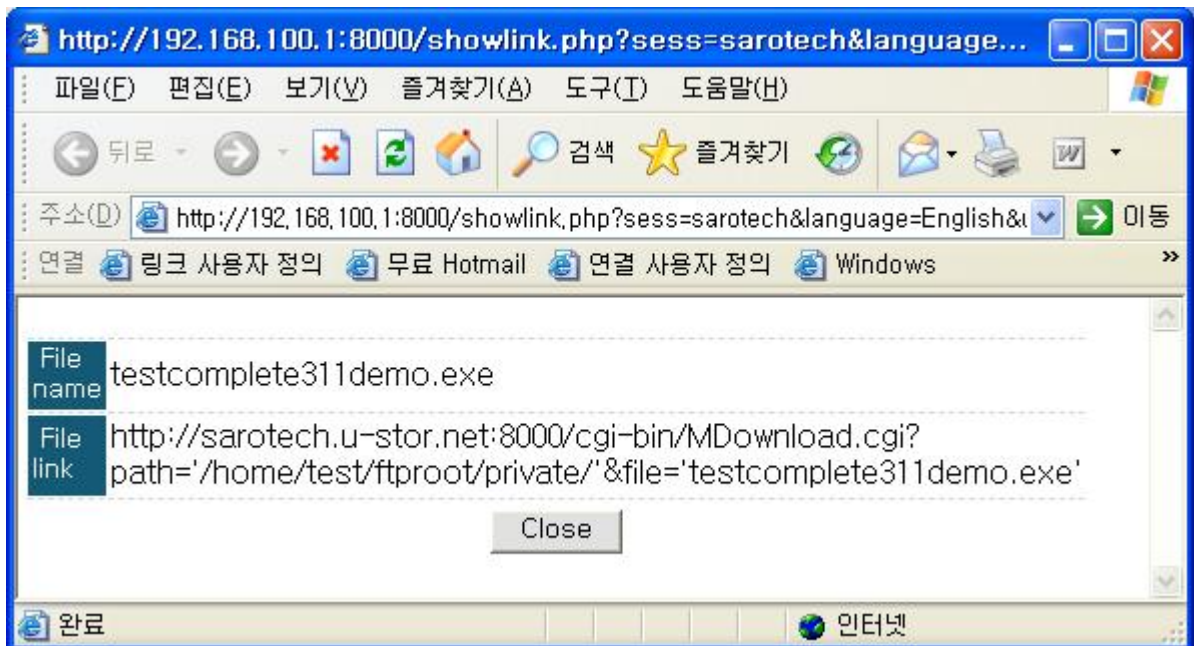 http://192.168.100.1:8000/showlink.php?sess=sarotech&language...
파일(F) 편집(E) 보기(V) 즐겨찾기(A) 도구(T) 도움말(H)
뒤로 검색 즐겨찾기
주소(D) http://192.168.100.1:8000/showlink.php?sess=sarotech&language=English&u 이동
연결 링크 사용자 정의 무료 Hotmail 연결 사용자 정의 Windows »
File name testcomplete311demo.exe
File link http://sarotech.u-stor.net:8000/cgi-bin/MDownload.cgi?
path='/home/test/ftproot/private/'&file='testcomplete311demo.exe'
Close
완료 인터넷